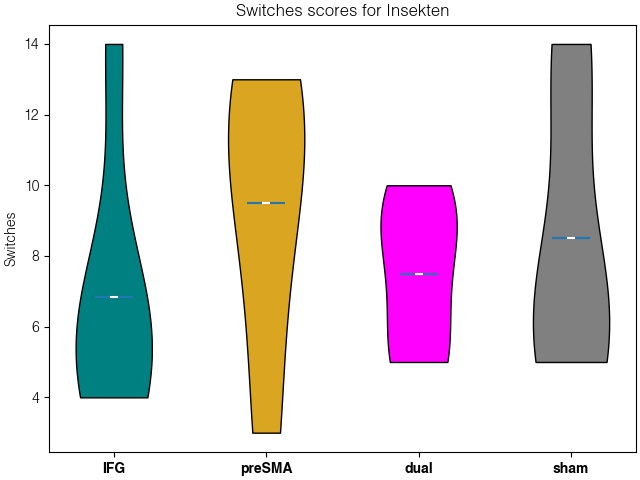 Switches scores for Insekten
14
12
10
8
6
4
Switches
IFG
preSMA
dual
sham